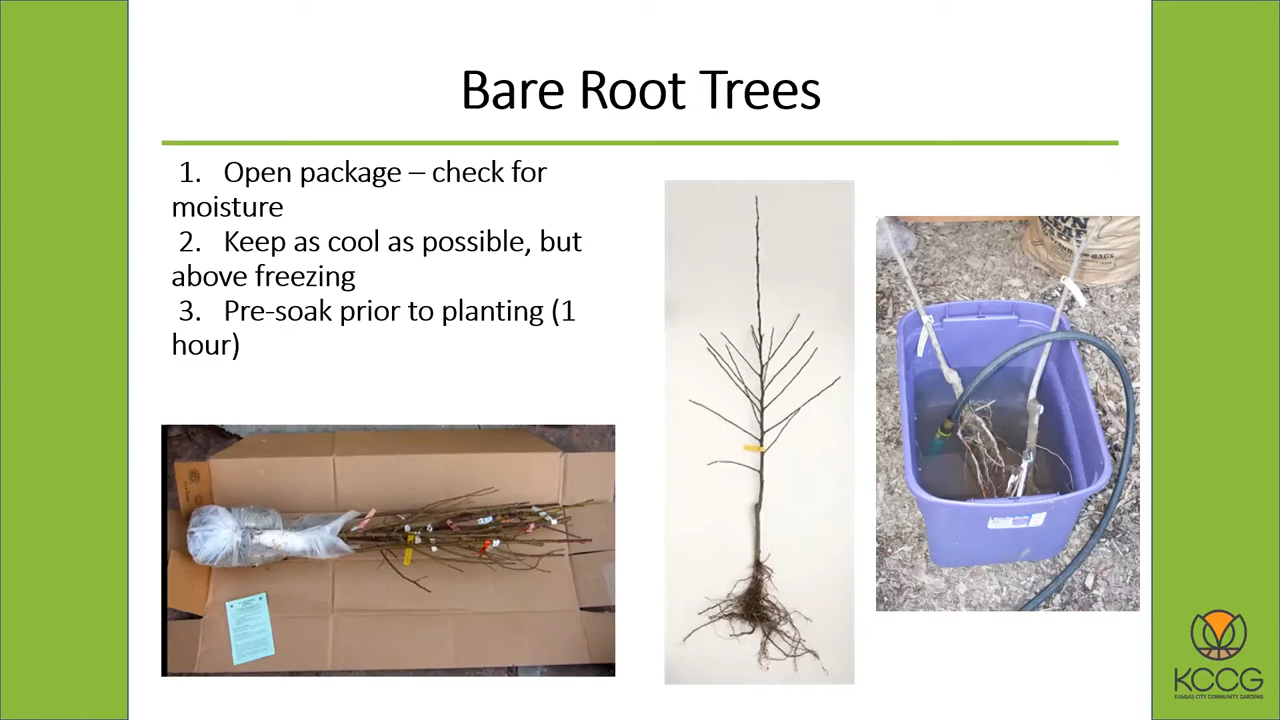 Bare Root Trees
1. Open package – check for
moisture
2. Keep as cool as possible, but
above freezing
3. Pre-soak prior to planting (1
hour)
KCCG
KANSAS CITY COMMUNITY GARDENS